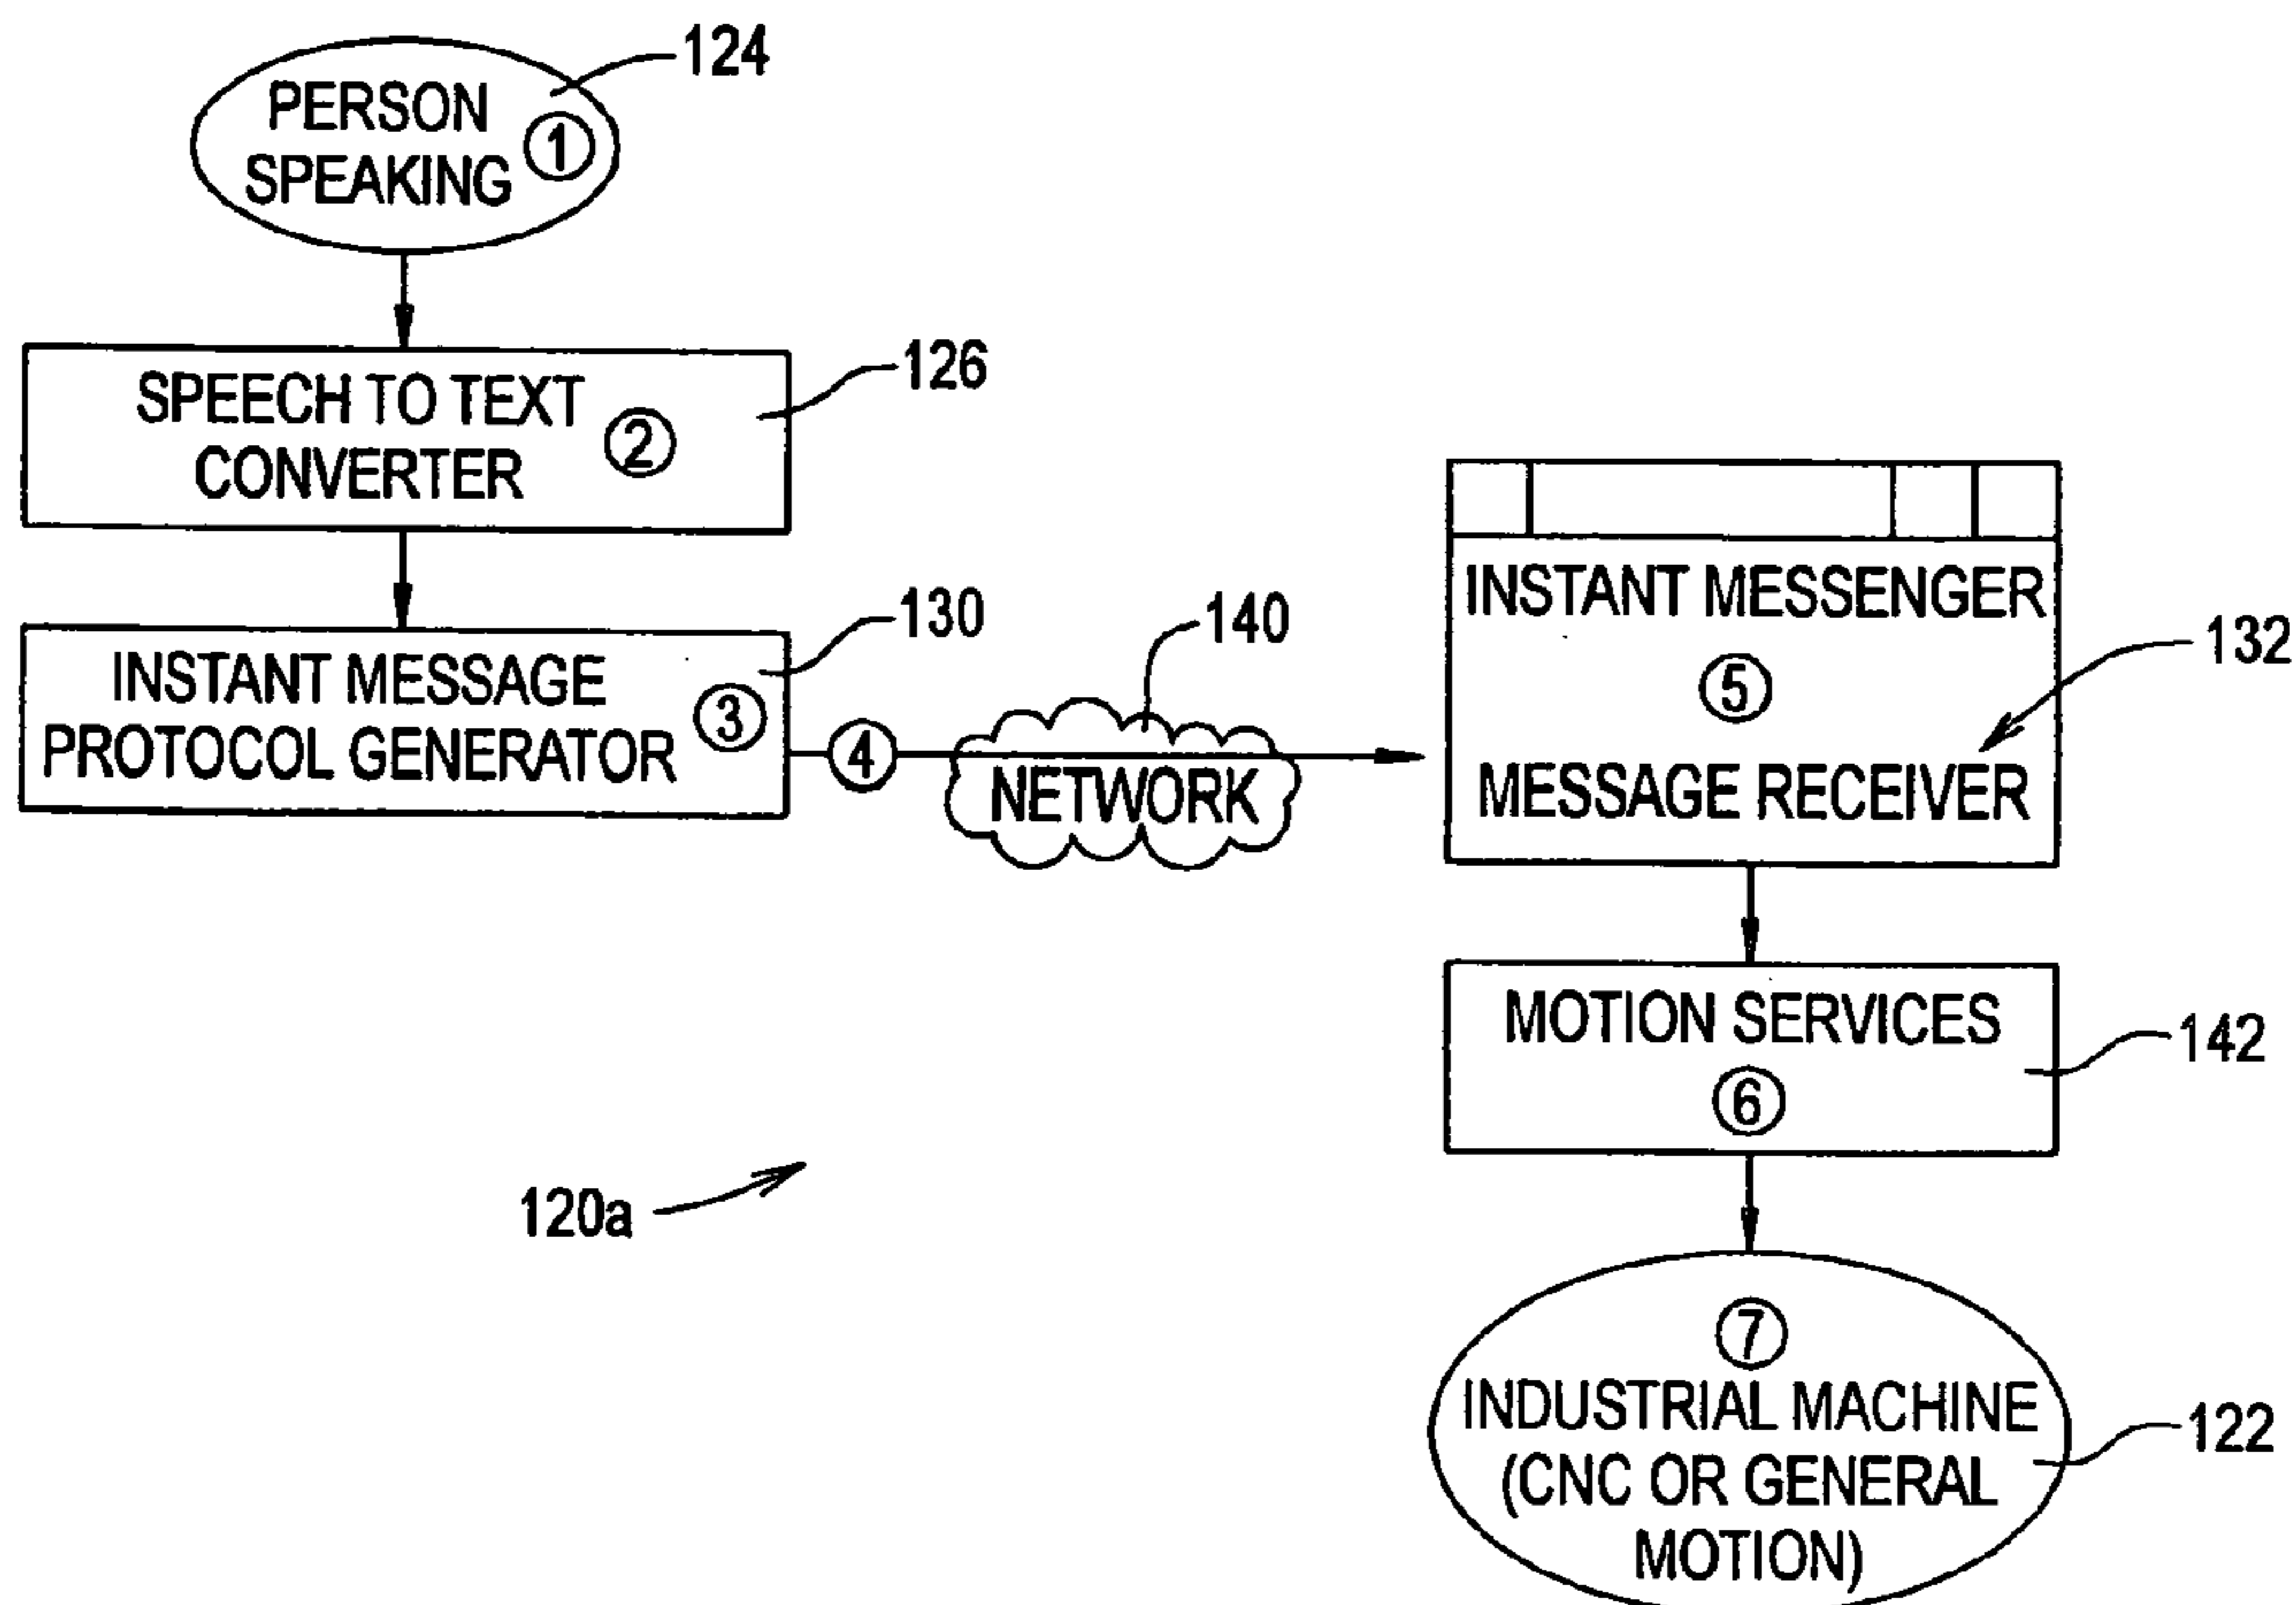 124
PERSON
SPEAKING ①
126
SPEECH TO TEXT
CONVERTER ②
130
INSTANT MESSAGE
PROTOCOL GENERATOR ③
④
140
NETWORK
INSTANT MESSENGER
⑤
132
MESSAGE RECEIVER
MOTION SERVICES
142
⑥
120a
⑦
INDUSTRIAL MACHINE
122
(CNC OR GENERAL
MOTION)